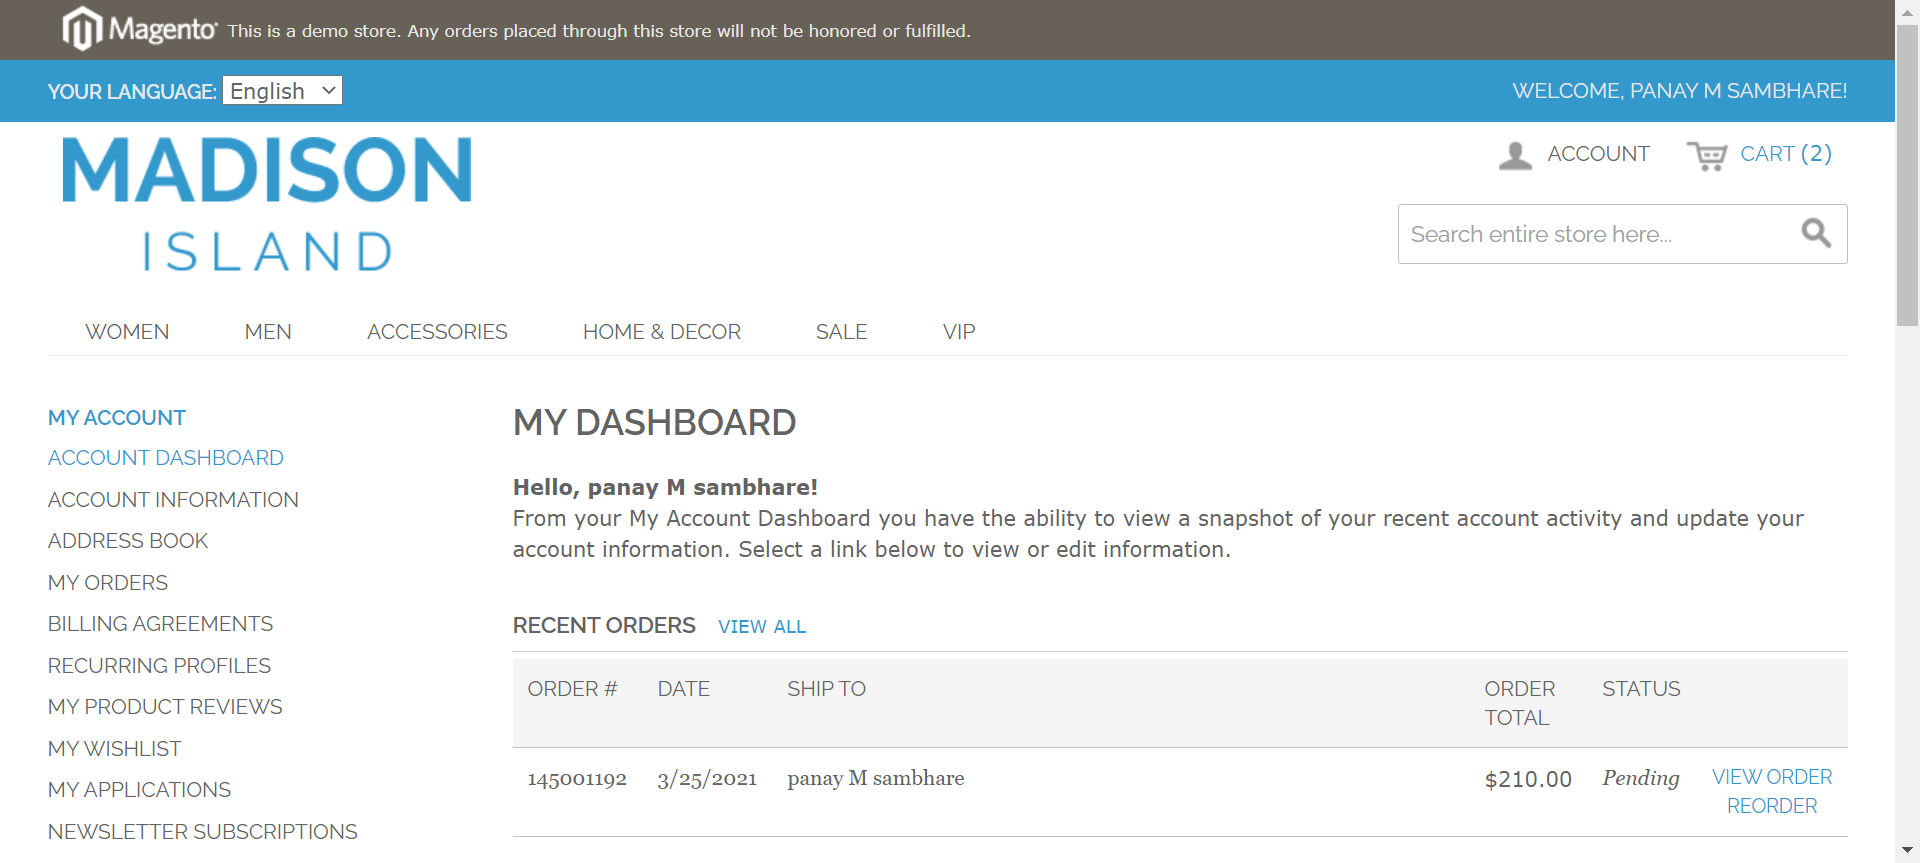 Magento This is a demo store. Any orders placed through this store will not be honored or fulfilled.
YOUR LANGUAGE: English WELCOME, PANAY M SAMBHARE!
MADISON
ISLAND
ACCOUNT CART (2)
Search entire store here...
WOMEN MEN ACCESSORIES HOME & DECOR SALE VIP
MY ACCOUNT
ACCOUNT DASHBOARD
ACCOUNT INFORMATION
ADDRESS BOOK
MY ORDERS
BILLING AGREEMENTS
RECURRING PROFILES
MY PRODUCT REVIEWS
MY WISHLIST
MY APPLICATIONS
NEWSLETTER SUBSCRIPTIONS
MY DASHBOARD
Hello, panay M sambhare!
From your My Account Dashboard you have the ability to view a snapshot of your recent account activity and update your
account information. Select a link below to view or edit information.
RECENT ORDERS VIEW ALL
ORDER # DATE SHIP TO ORDER TOTAL STATUS
145001192 3/25/2021 panay M sambhare $210.00 Pending VIEW ORDER
REORDER